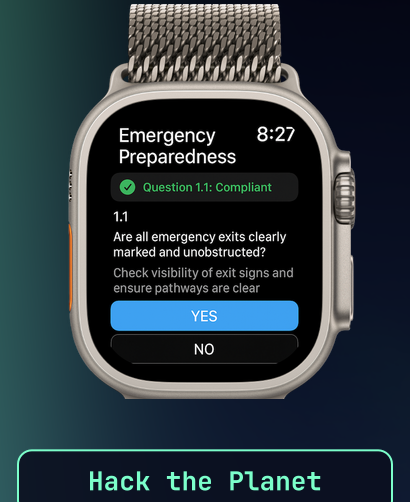 Emergency 8:27
Preparedness
Question 1.1: Compliant
1.1
Are all emergency exits clearly
marked and unobstructed?
Check visibility of exit signs and
ensure pathways are clear
YES
NO
Hack the Planet